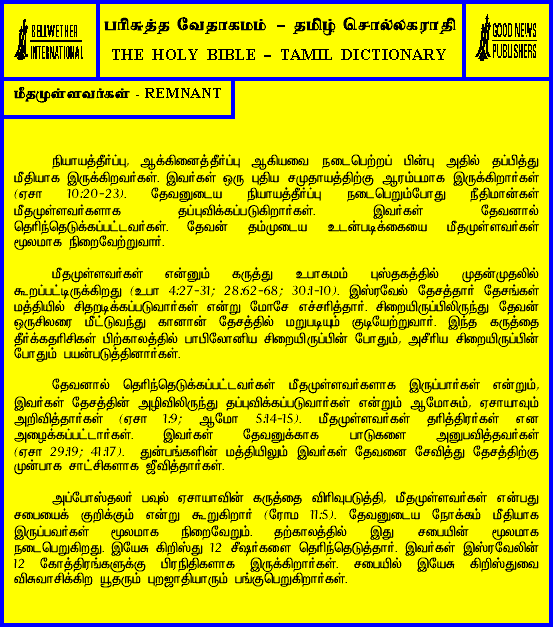 BELLWETHER
INTERNATIONAL
பரிசுத்த வேதாகமம் – தமிழ் சொல்லகராதி
THE HOLY BIBLE – TAMIL DICTIONARY
GOOD NEWS
PUBLISHERS
மீதமுள்ளவர்கள் - REMNANT
நியாயத்தீர்ப்பு, ஆக்கினைத்தீர்ப்பு ஆகியவை நடைபெற்றப் பின்பு அதில் தப்பித்து
மீதியாக இருக்கிறவர்கள். இவர்கள் ஒரு புதிய சமுதாயத்திற்கு ஆரம்பமாக இருக்கிறார்கள்
(ஏசா 10:20-23). தேவனுடைய நியாயத்தீர்ப்பு நடைபெறும்போது நீதிமான்கள்
மீதமுள்ளவர்களாக தப்புவிக்கப்படுகிறார்கள். இவர்கள் தேவனால்
தெரிந்தெடுக்கப்பட்டவர்கள். தேவன் தம்முடைய உடன்படிக்கையை மீதமுள்ளவர்கள்
மூலமாக நிறைவேற்றுவார்.
மீதமுள்ளவர்கள் என்னும் கருத்து உபாகமம் புஸ்தகத்தில் முதன்முதலில்
கூறப்பட்டிருக்கிறது (உபா 4:27-31; 28:62-68; 30:1-10). இஸ்ரவேல் தேசத்தார் தேசங்கள்
மத்தியில் சிதறடிக்கப்படுவார்கள் என்று மோசே எச்சரித்தார். சிறையிருப்பிலிருந்து தேவன்
ஒருசிலரை மீட்டுவந்து கானான் தேசத்தில் மறுபடியும் குடியேற்றுவார். இந்த கருத்தை
தீர்க்கதரிசிகள் பிற்காலத்தில் பாபிலோனிய சிறையிருப்பின் போதும், அசீரிய சிறையிருப்பின்
போதும் பயன்படுத்தினார்கள்.
தேவனால் தெரிந்தெடுக்கப்பட்டவர்கள் மீதமுள்ளவர்களாக இருப்பார்கள் என்றும்,
இவர்கள் தேசத்தின் அழிவிலிருந்து தப்புவிக்கப்படுவார்கள் என்றும் ஆமோசும், ஏசாயாவும்
அறிவித்தார்கள் (ஏசா 1:9; ஆமோ 5:14-15). மீதமுள்ளவர்கள் தரித்திரர்கள் என
அழைக்கப்பட்டார்கள். இவர்கள் தேவனுக்காக பாடுகளை அனுபவித்தவர்கள்
(ஏசா 29:19; 41:17). துன்பங்களின் மத்தியிலும் இவர்கள் தேவனை சேவித்து தேசத்திற்கு
முன்பாக சாட்சிகளாக ஜீவித்தார்கள்.
அப்போஸ்தலர் பவுல் ஏசாயாவின் கருத்தை விரிவுபடுத்தி, மீதமுள்ளவர்கள் என்பது
சபையைக் குறிக்கும் என்று கூறுகிறார் (ரோம 11:5). தேவனுடைய நோக்கம் மீதியாக
இருப்பவர்கள் மூலமாக நிறைவேறும். தற்காலத்தில் இது சபையின் மூலமாக
நடைபெறுகிறது. இயேசு கிறிஸ்து 12 சீஷர்களை தெரிந்தெடுத்தார். இவர்கள் இஸ்ரவேலின்
12 கோத்திரங்களுக்கு பிரநிதிகளாக இருக்கிறார்கள். சபையில் இயேசு கிறிஸ்துவை
விசுவாசிக்கிற யூதரும் புறஜாதியாரும் பங்குபெறுகிறார்கள்.